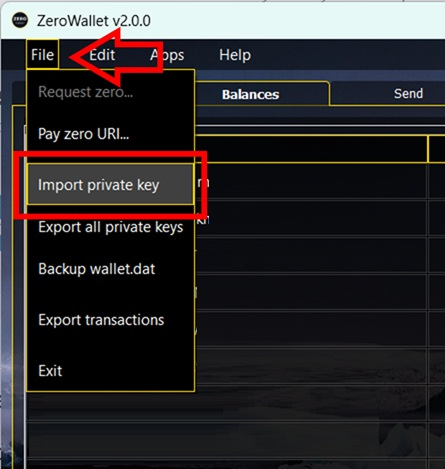 ZERO
ZeroWallet v2.0.0
File Edit Apps Help
Balances Send
Request zero...
Pay zero URI...
Import private key
Export all private keys
Backup wallet.dat
Export transactions
Exit